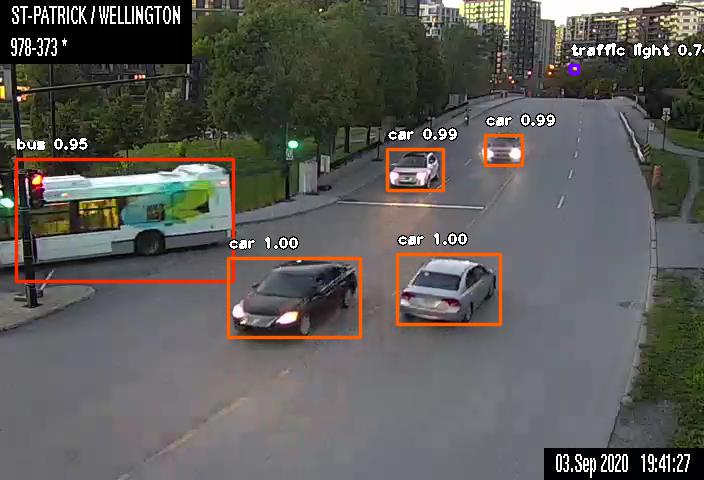 ST-PATRICK / WELLINGTON
978-373 *
traffic light 0.7
car 0.99
car 0.99
bus 0.95
car 1.00
car 1.00
03.Sep 2020 19:41:27